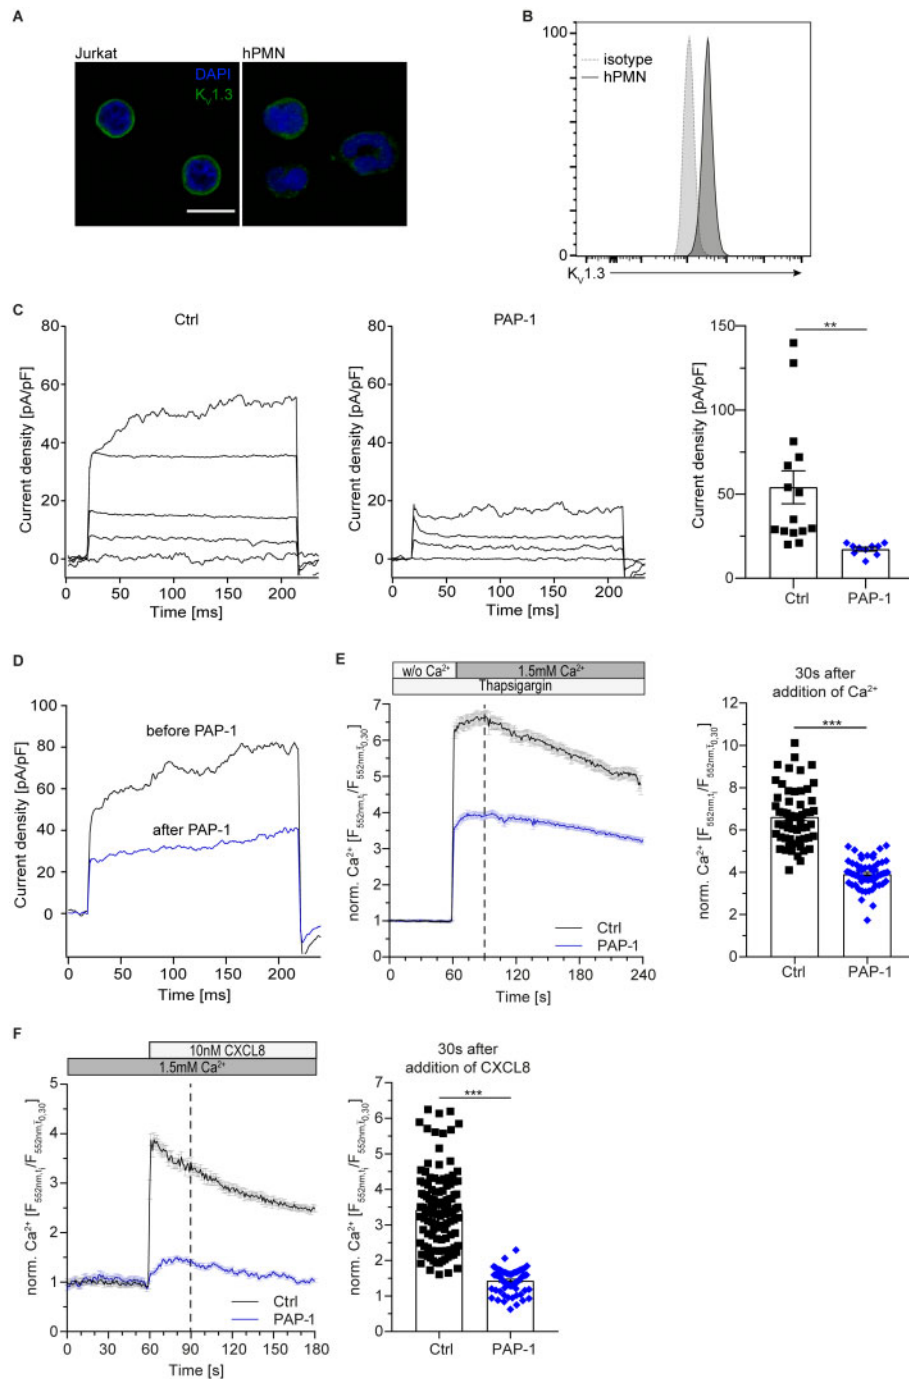 A
Jurkat
hPMN
DAPI
Kv1.3
B
100
isotype
hPMN
0
Kv1.3
C
Ctrl
80
60
40
20
0
Current density [pA/pF]
0 50 100 150 200
Time [ms]
PAP-1
80
60
40
20
0
Current density [pA/pF]
0 50 100 150 200
Time [ms]
150
100
50
0
Current density [pA/pF]
**
Ctrl PAP-1
D
100
80
60
40
20
0
Current density [pA/pF]
before PAP-1
after PAP-1
0 50 100 150 200
Time [ms]
E
w/o Ca²⁺ 1.5mM Ca²⁺
Thapsigargin
7
6
5
4
3
2
1
0
norm. Ca²⁺ [F552nm,ti/F552nm,t̄0,30]
Ctrl
PAP-1
0 60 90 120 180 240
Time [s]
30s after
addition of Ca²⁺
12
10
8
6
4
2
0
norm. Ca²⁺ [F552nm,ti/F552nm,t̄0,30]
***
Ctrl PAP-1
F
10nM CXCL8
1.5mM Ca²⁺
5
4
3
2
1
0
norm. Ca²⁺ [F552nm,ti/F552nm,t̄0,30]
Ctrl
PAP-1
0 30 60 90 120 150 180
Time [s]
30s after
addition of CXCL8
7
6
5
4
3
2
1
0
norm. Ca²⁺ [F552nm,ti/F552nm,t̄0,30]
***
Ctrl PAP-1